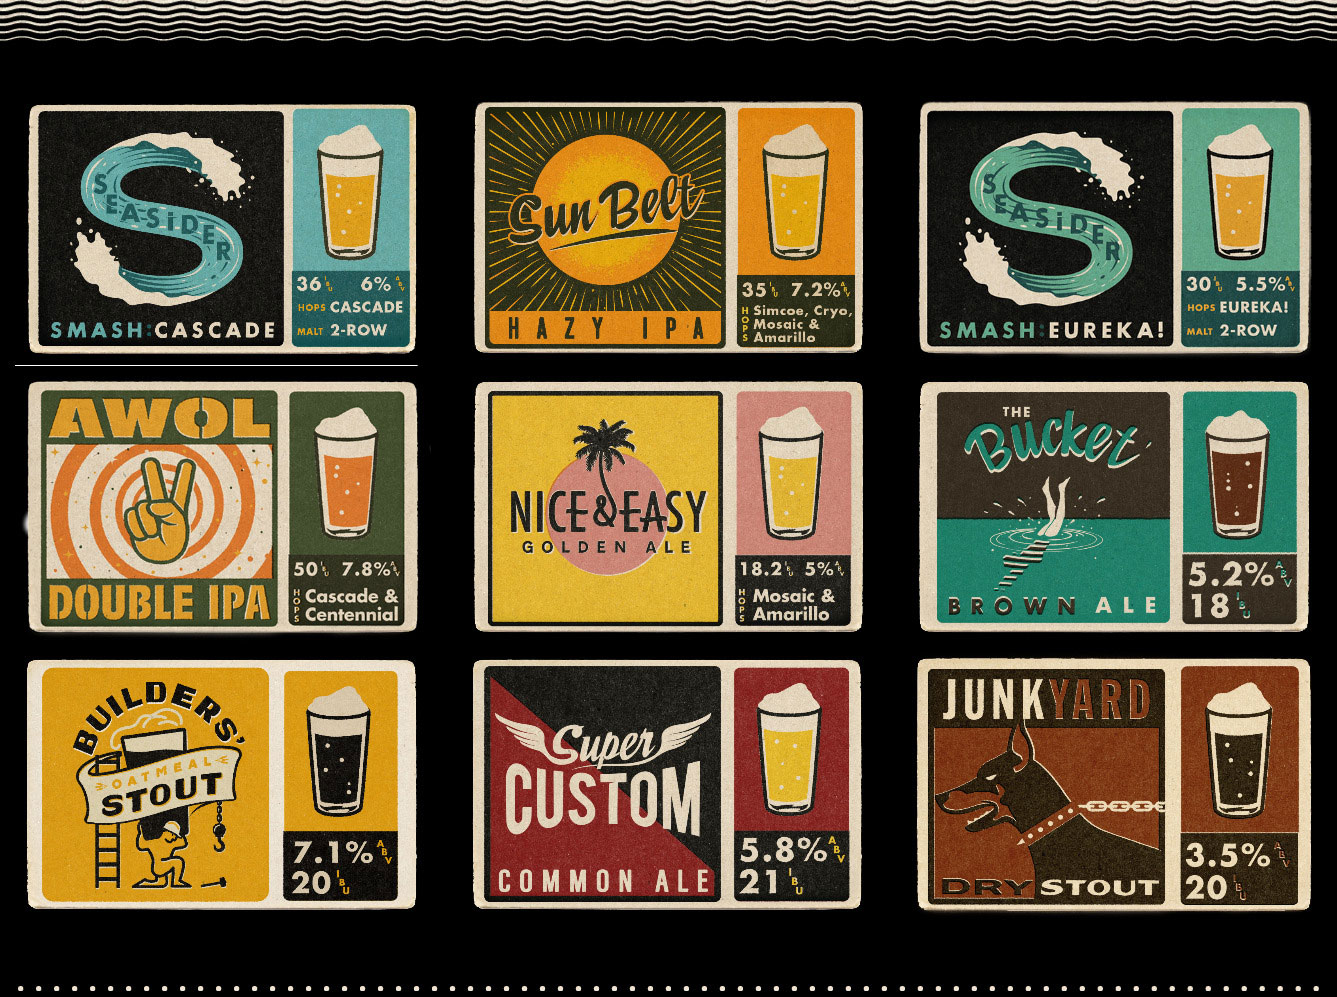 SEASIDER
SMASH:CASCADE
36 IBU 6% ABV
HOPS CASCADE
MALT 2-ROW
Sun Belt
HAZY IPA
35 IBU 7.2% ABV
HOPS Simcoe, Cryo,
Mosaic &
Amarillo
SEASIDER
SMASH:EUREKA!
30 IBU 5.5% ABV
HOPS EUREKA!
MALT 2-ROW
AWOL
DOUBLE IPA
50 IBU 7.8% ABV
HOPS Cascade &
Centennial
NICE & EASY
GOLDEN ALE
18.2 IBU 5% ABV
HOPS Mosaic &
Amarillo
THE
Bucket
BROWN ALE
5.2% ABV
18 IBU
BUILDERS'
OATMEAL
STOUT
7.1% ABV
20 IBU
Super
CUSTOM
COMMON ALE
5.8% ABV
21 IBU
JUNKYARD
DRY STOUT
3.5% ABV
20 IBU